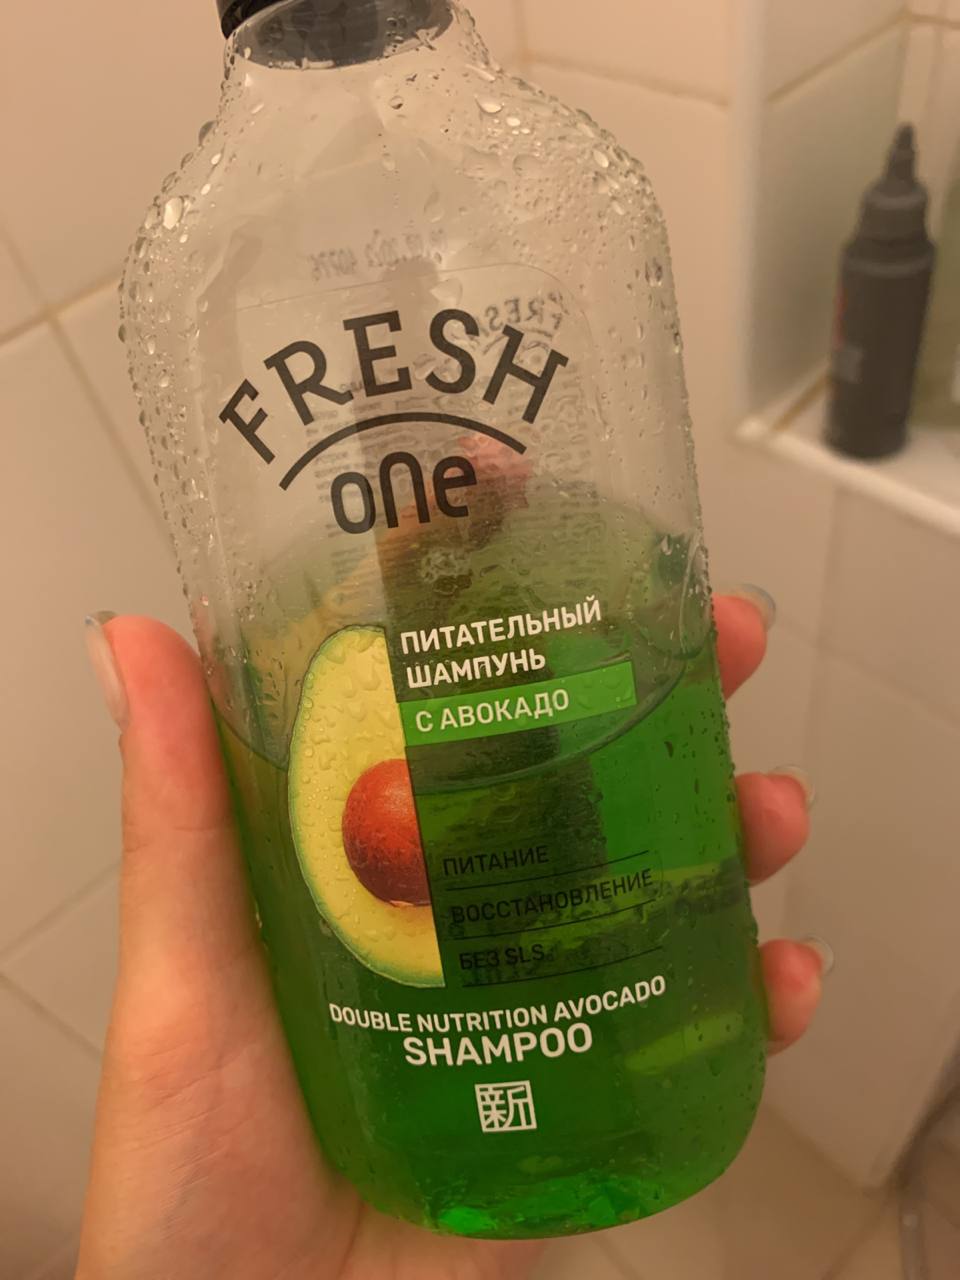 FRESH
one
ПИТАТЕЛЬНЫЙ
ШАМПУНЬ
С АВОКАДО
ПИТАНИЕ
ВОССТАНОВЛЕНИЕ
БЕЗ SLS
DOUBLE NUTRITION AVOCADO
SHAMPOO
新